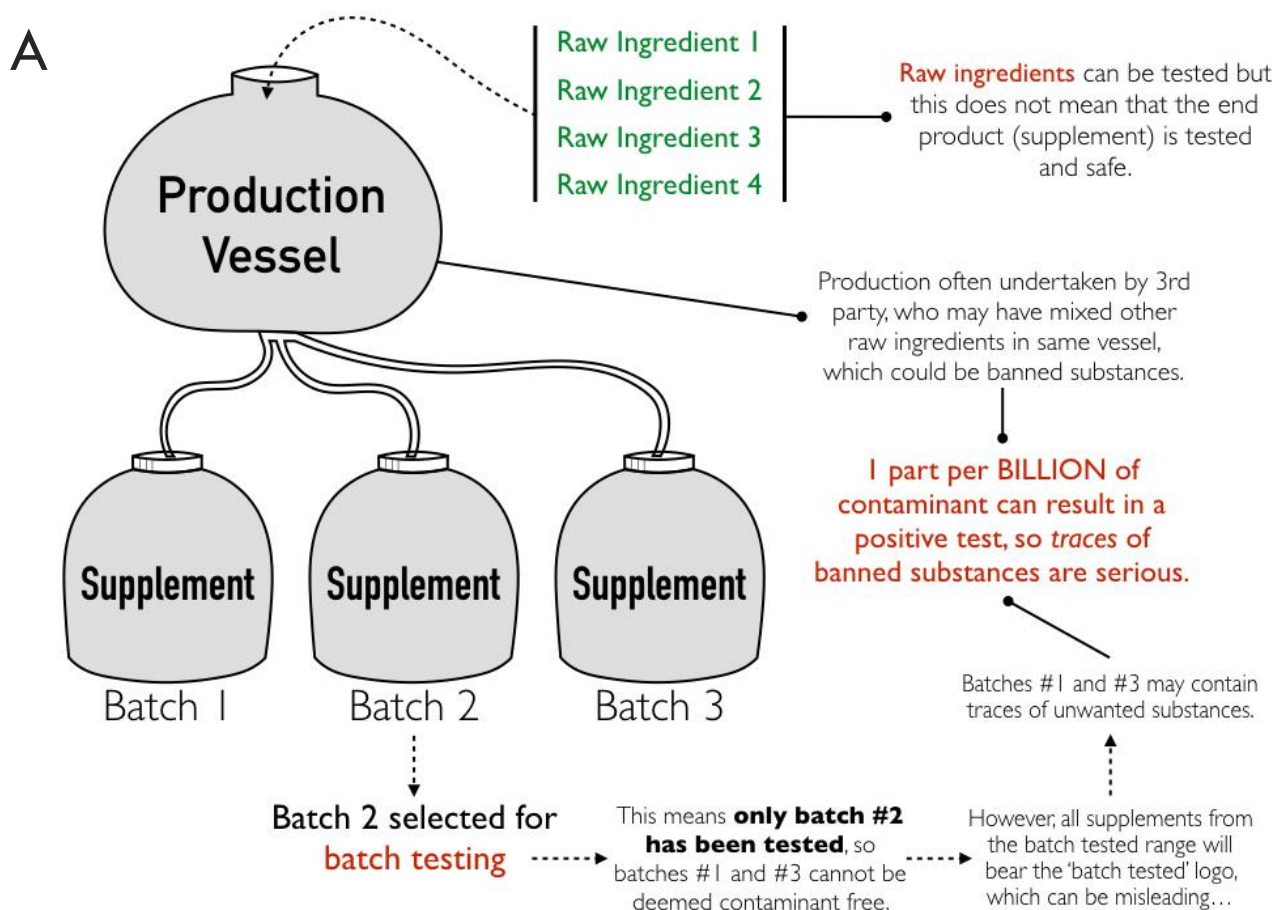 A
Raw Ingredient 1
Raw Ingredient 2
Raw Ingredient 3
Raw Ingredient 4
Raw ingredients can be tested but
this does not mean that the end
product (supplement) is tested
and safe.
Production
Vessel
Production often undertaken by 3rd
party, who may have mixed other
raw ingredients in same vessel,
which could be banned substances.
1 part per BILLION of
contaminant can result in a
positive test, so traces of
banned substances are serious.
Supplement
Supplement
Supplement
Batch 1
Batch 2
Batch 3
Batches #1 and #3 may contain
traces of unwanted substances.
Batch 2 selected for
batch testing
This means only batch #2
has been tested, so
batches #1 and #3 cannot be
deemed contaminant free.
However, all supplements from
the batch tested range will
bear the ‘batch tested’ logo,
which can be misleading…